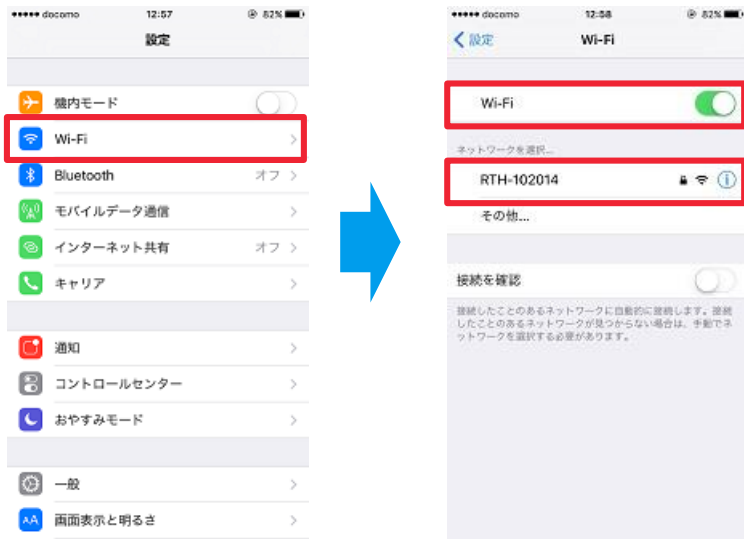 docomo 12:57 82%
設定
機内モード
Wi-Fi
Bluetooth オフ
モバイルデータ通信
インターネット共有 オフ
キャリア
通知
コントロールセンター
おやすみモード
一般
AA 画面表示と明るさ
docomo 12:58 82%
設定 Wi-Fi
Wi-Fi
ネットワークを選択...
RTH-102014
その他...
接続を確認
接続したことのあるネットワークに自動的に接続します。接続
したことのあるネットワークが見つからない場合は、手動でネ
ットワークを選択する必要があります。